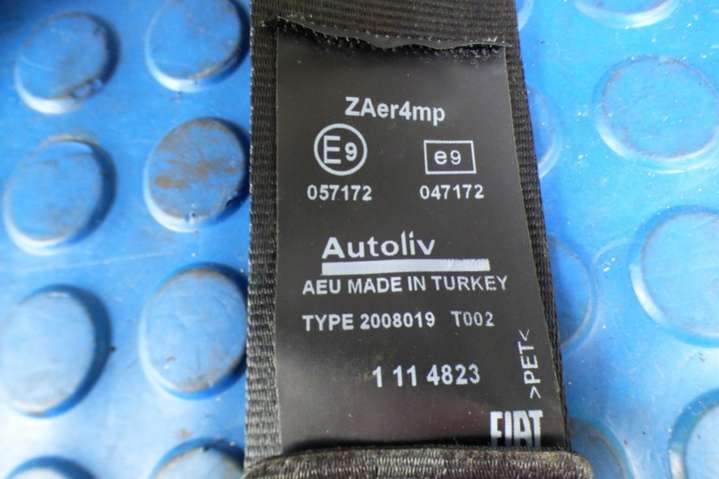 ZAer4mp
E9 e9
057172 047172
Autoliv
AEU MADE IN TURKEY
TYPE 2008019 T002
1 11 4823
>PET<
FIAT